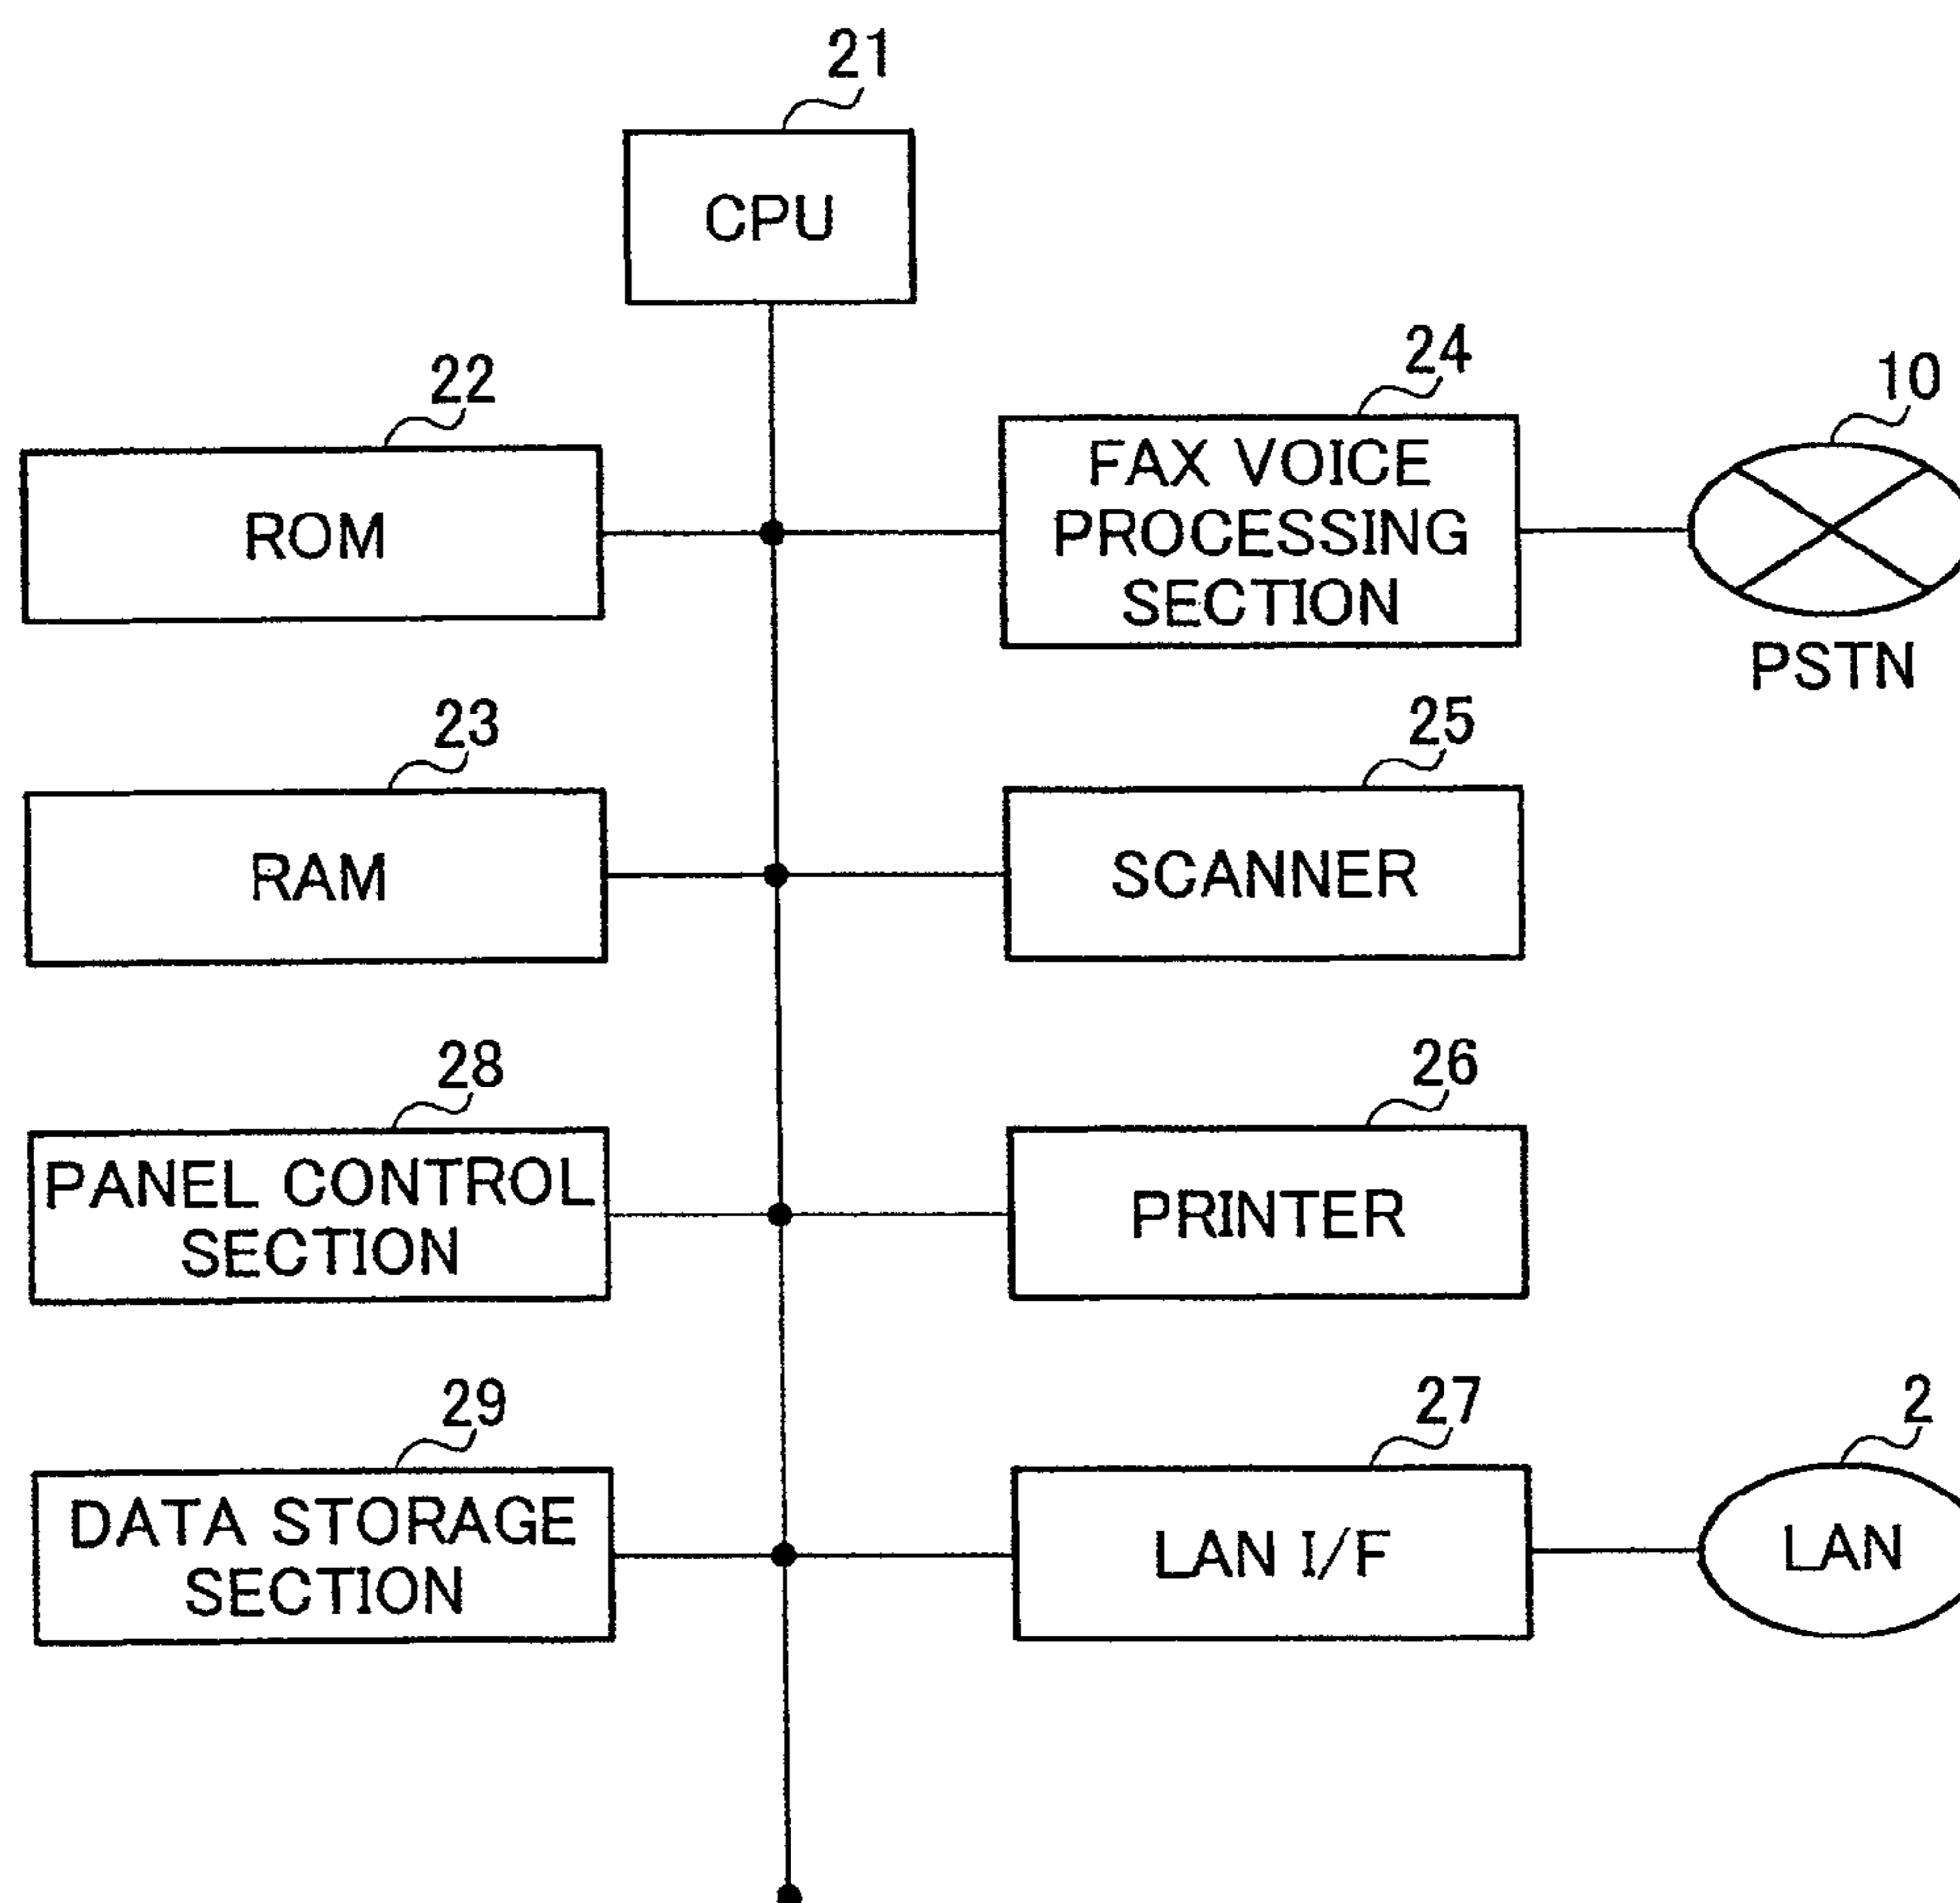 21
CPU
22
ROM
24
FAX VOICE
PROCESSING
SECTION
10
PSTN
23
RAM
25
SCANNER
28
PANEL CONTROL
SECTION
26
PRINTER
29
DATA STORAGE
SECTION
27
LAN I/F
2
LAN